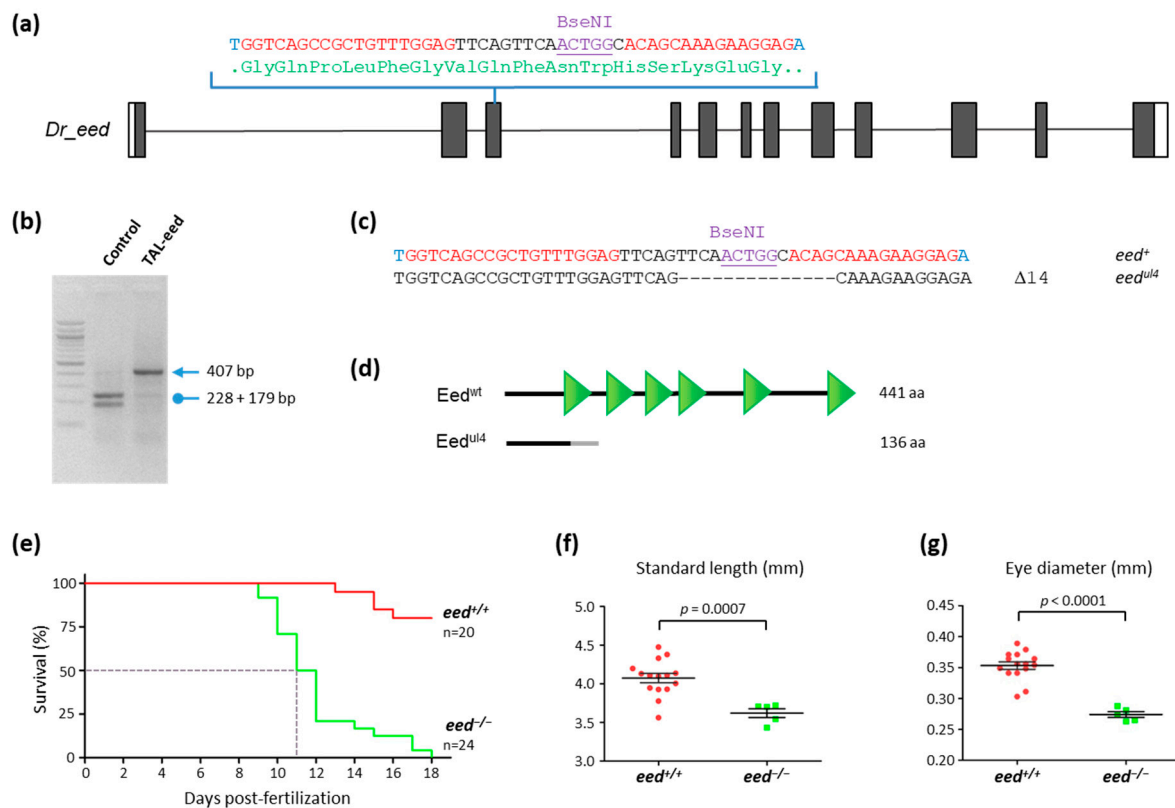 (a)
BseNI
TGGTCAGCCGCTGTTTGGAGTTCAGTTCAACTGGCACAGCAAAGAAGGAGA
.GlyGlnProLeuPheGlyValGlnPheAsnTrpHisSerLysGluGly..
Dr_eed
(b)
Control
TAL-eed
407 bp
228 + 179 bp
(c)
BseNI
TGGTCAGCCGCTGTTTGGAGTTCAGTTCAACTGGCACAGCAAAGAAGGAGA eed+
TGGTCAGCCGCTGTTTGGAGTTCAG--------------CAAAGAAGGAGA Δ14 eedul4
(d)
Eedwt 441 aa
Eedul4 136 aa
(e)
Survival (%)
100
75
50
25
0
0 2 4 6 8 10 12 14 16 18
Days post-fertilization
eed+/+
n=20
eed−/−
n=24
(f)
Standard length (mm)
p = 0.0007
5.0
4.5
4.0
3.5
3.0
eed+/+ eed−/−
(g)
Eye diameter (mm)
p < 0.0001
0.45
0.40
0.35
0.30
0.25
0.20
eed+/+ eed−/−